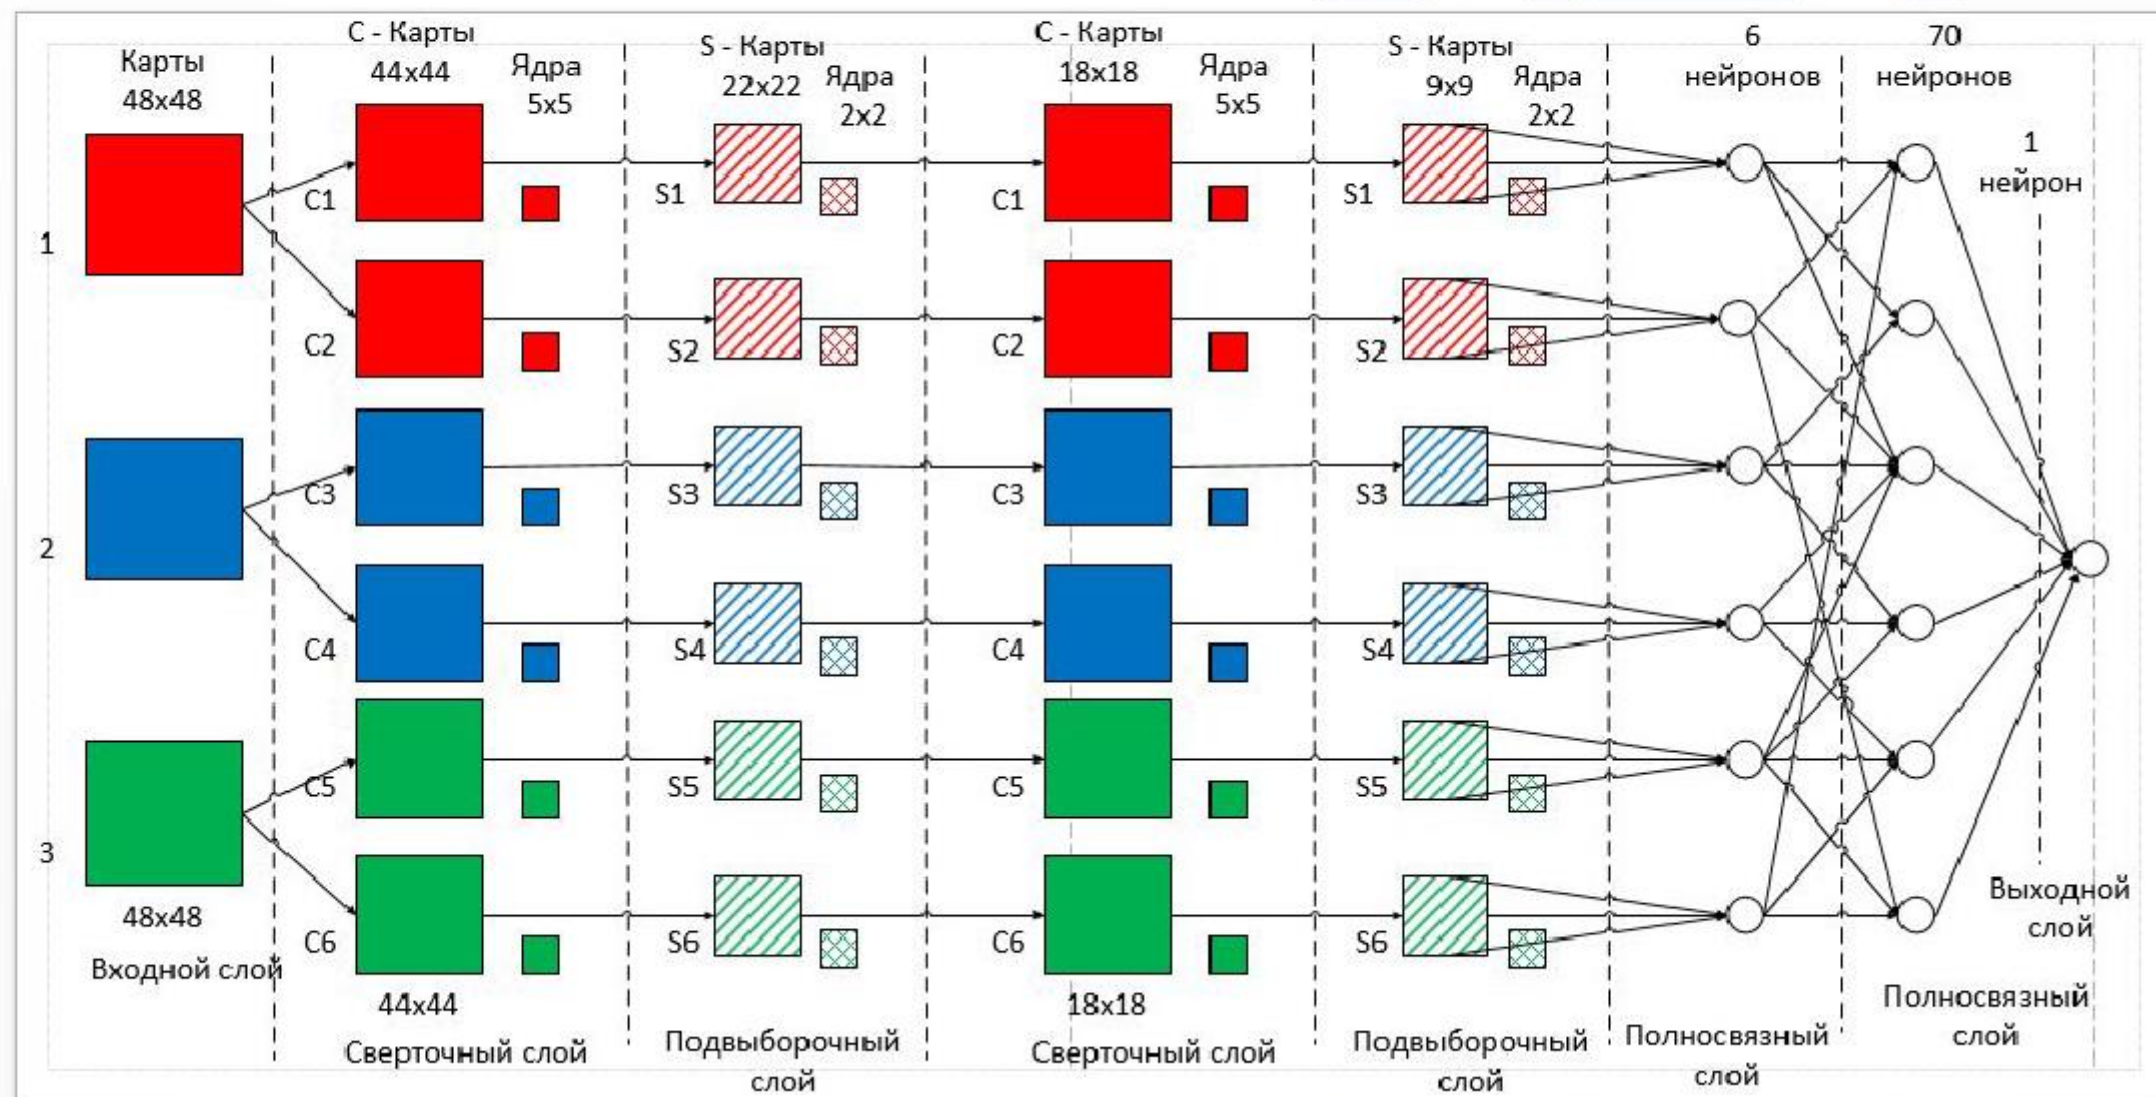 Карты
48x48
С - Карты
44x44
Ядра
5x5
S - Карты
22x22
Ядра
2x2
С - Карты
18x18
Ядра
5x5
S - Карты
9x9
Ядра
2x2
6
нейронов
70
нейронов
1
нейрон
1
C1
S1
C1
S1
C2
S2
C2
S2
2
C3
S3
C3
S3
C4
S4
C4
S4
3
C5
S5
C5
S5
C6
S6
C6
S6
48x48
Входной слой
44x44
Сверточный слой
Подвыборочный
слой
18x18
Сверточный слой
Подвыборочный
слой
Полносвязный
слой
Полносвязный
слой
Выходной
слой